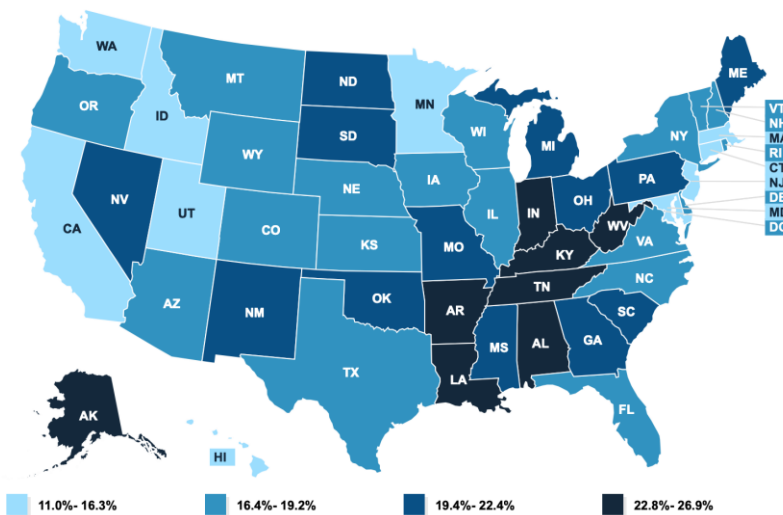 WA
MT
ND
ME
OR
MN
VT
ID
NH
SD
WI
NY
MA
WY
MI
RI
CT
IA
PA
NJ
NE
NV
OH
DE
IN
IL
MD
UT
WV
CA
CO
VA
DC
KS
MO
KY
NC
TN
AZ
OK
NM
AR
SC
MS
AL
GA
TX
LA
AK
FL
HI
11.0%- 16.3%
16.4%- 19.2%
19.4%- 22.4%
22.8%- 26.9%